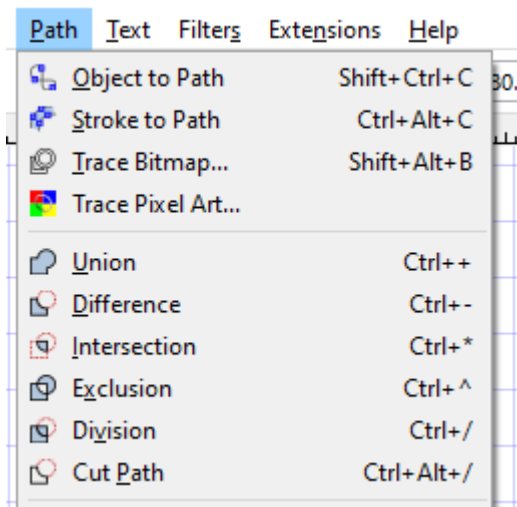 Path Text Filters Extensions Help
Object to Path Shift+Ctrl+C
Stroke to Path Ctrl+Alt+C
Trace Bitmap... Shift+Alt+B
Trace Pixel Art...
Union Ctrl++
Difference Ctrl+-
Intersection Ctrl+*
Exclusion Ctrl+^
Division Ctrl+/
Cut Path Ctrl+Alt+/